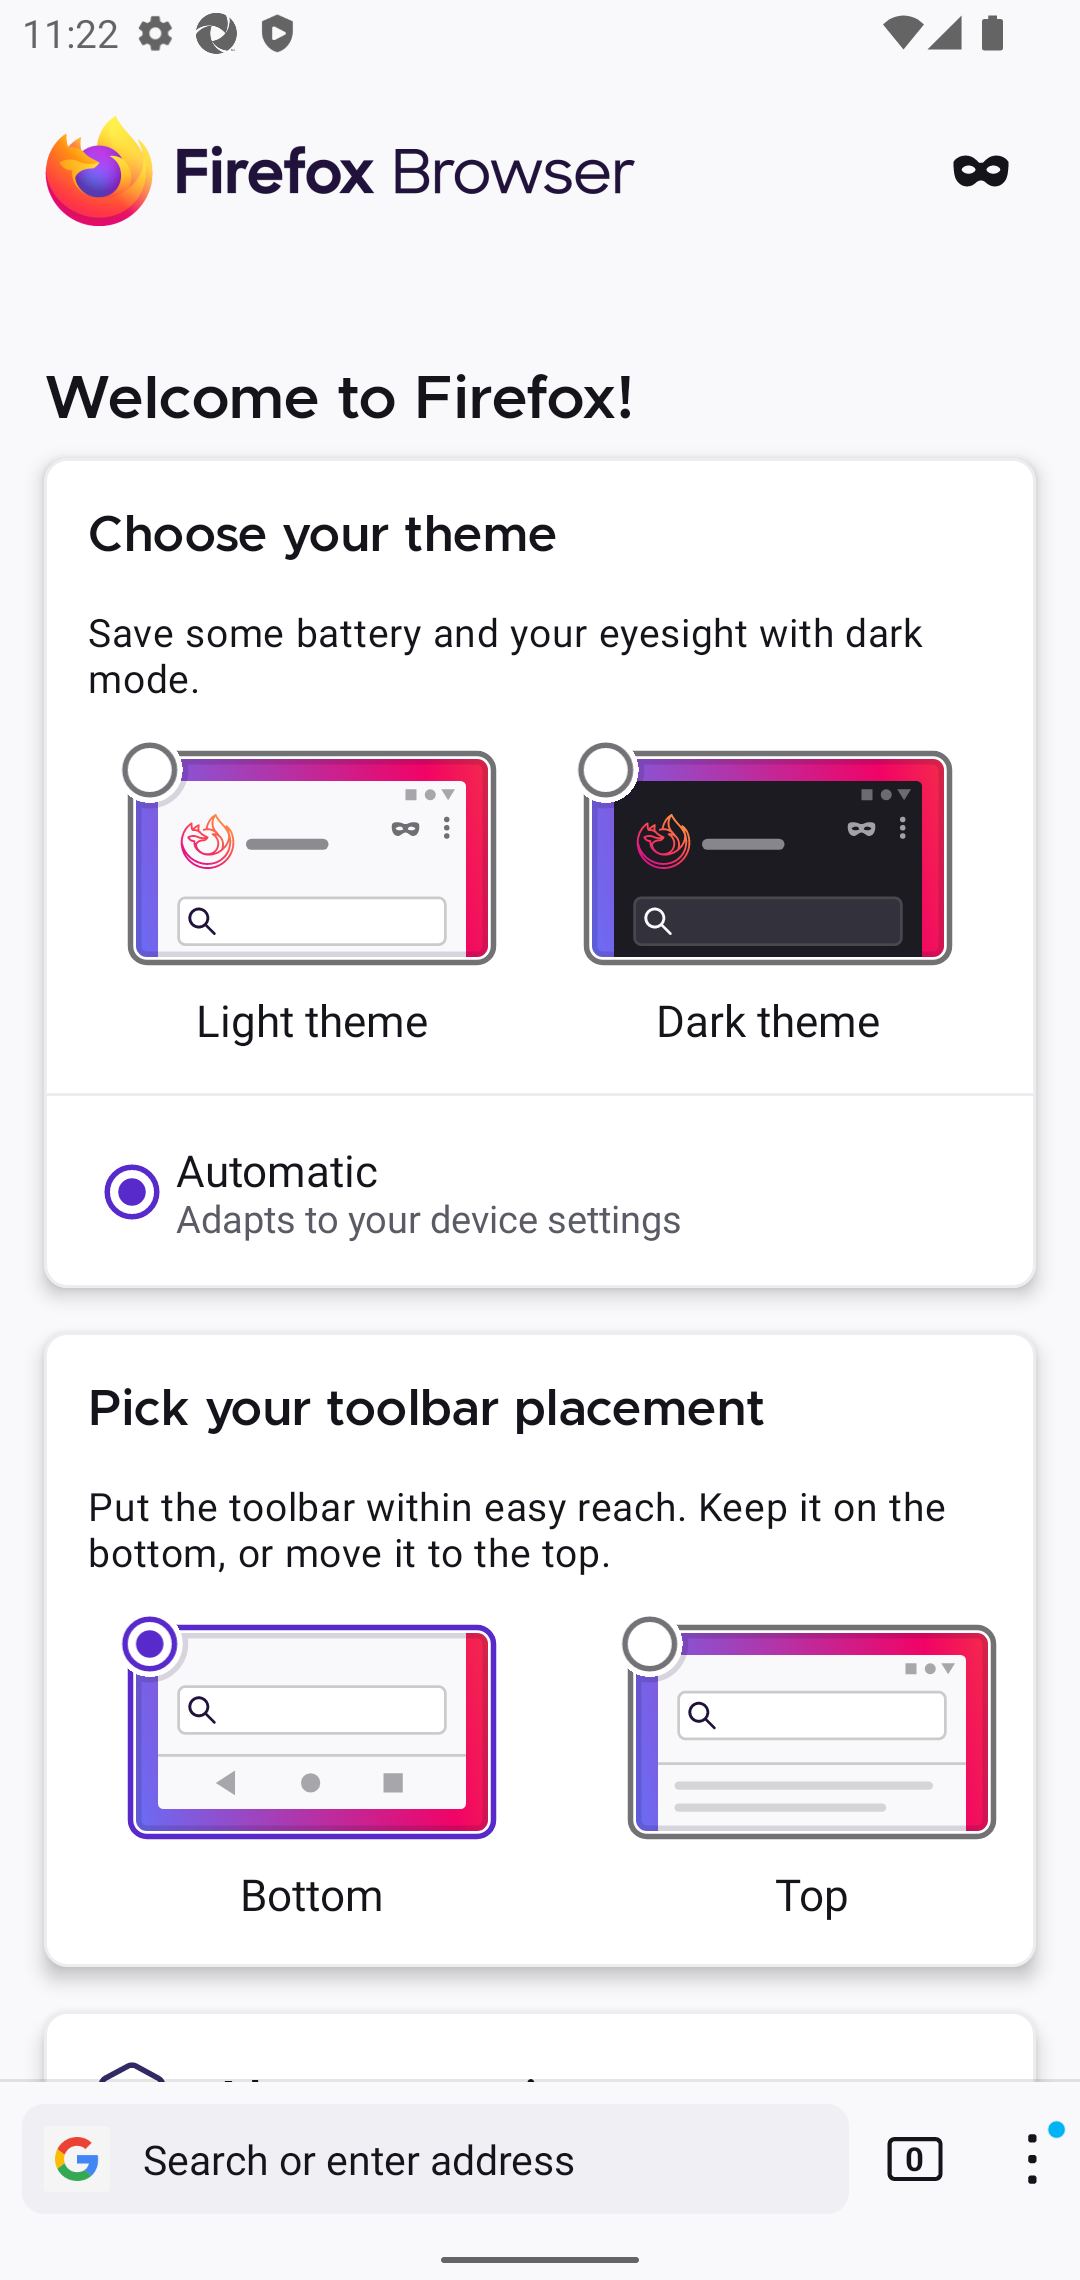 11:22
Firefox Browser
Welcome to Firefox!
Choose your theme
Save some battery and your eyesight with dark
mode.
Light theme
Dark theme
Automatic
Adapts to your device settings
Pick your toolbar placement
Put the toolbar within easy reach. Keep it on the
bottom, or move it to the top.
Bottom
Top
Search or enter address
0